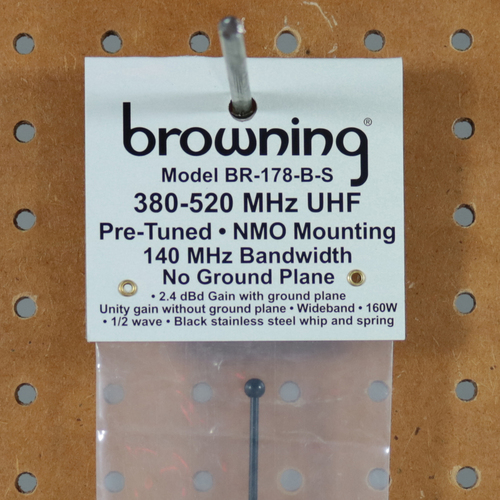 browning®
Model BR-178-B-S
380-520 MHz UHF
Pre-Tuned • NMO Mounting
140 MHz Bandwidth
No Ground Plane
• 2.4 dBd Gain with ground plane
Unity gain without ground plane • Wideband • 160W
• 1/2 wave • Black stainless steel whip and spring